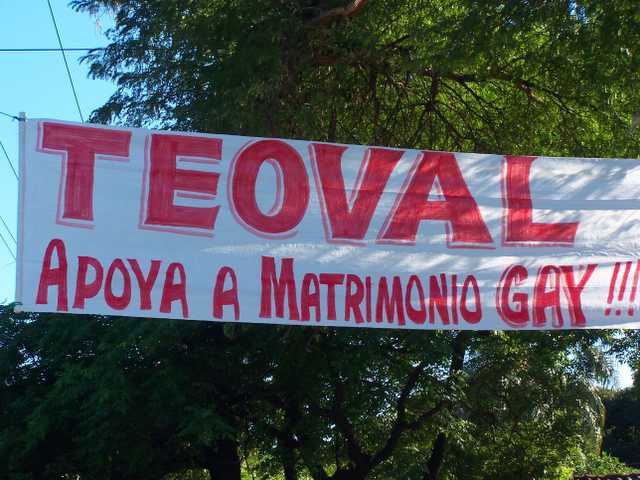 TEOVAL
APOYA A MATRIMONIO GAY !!!